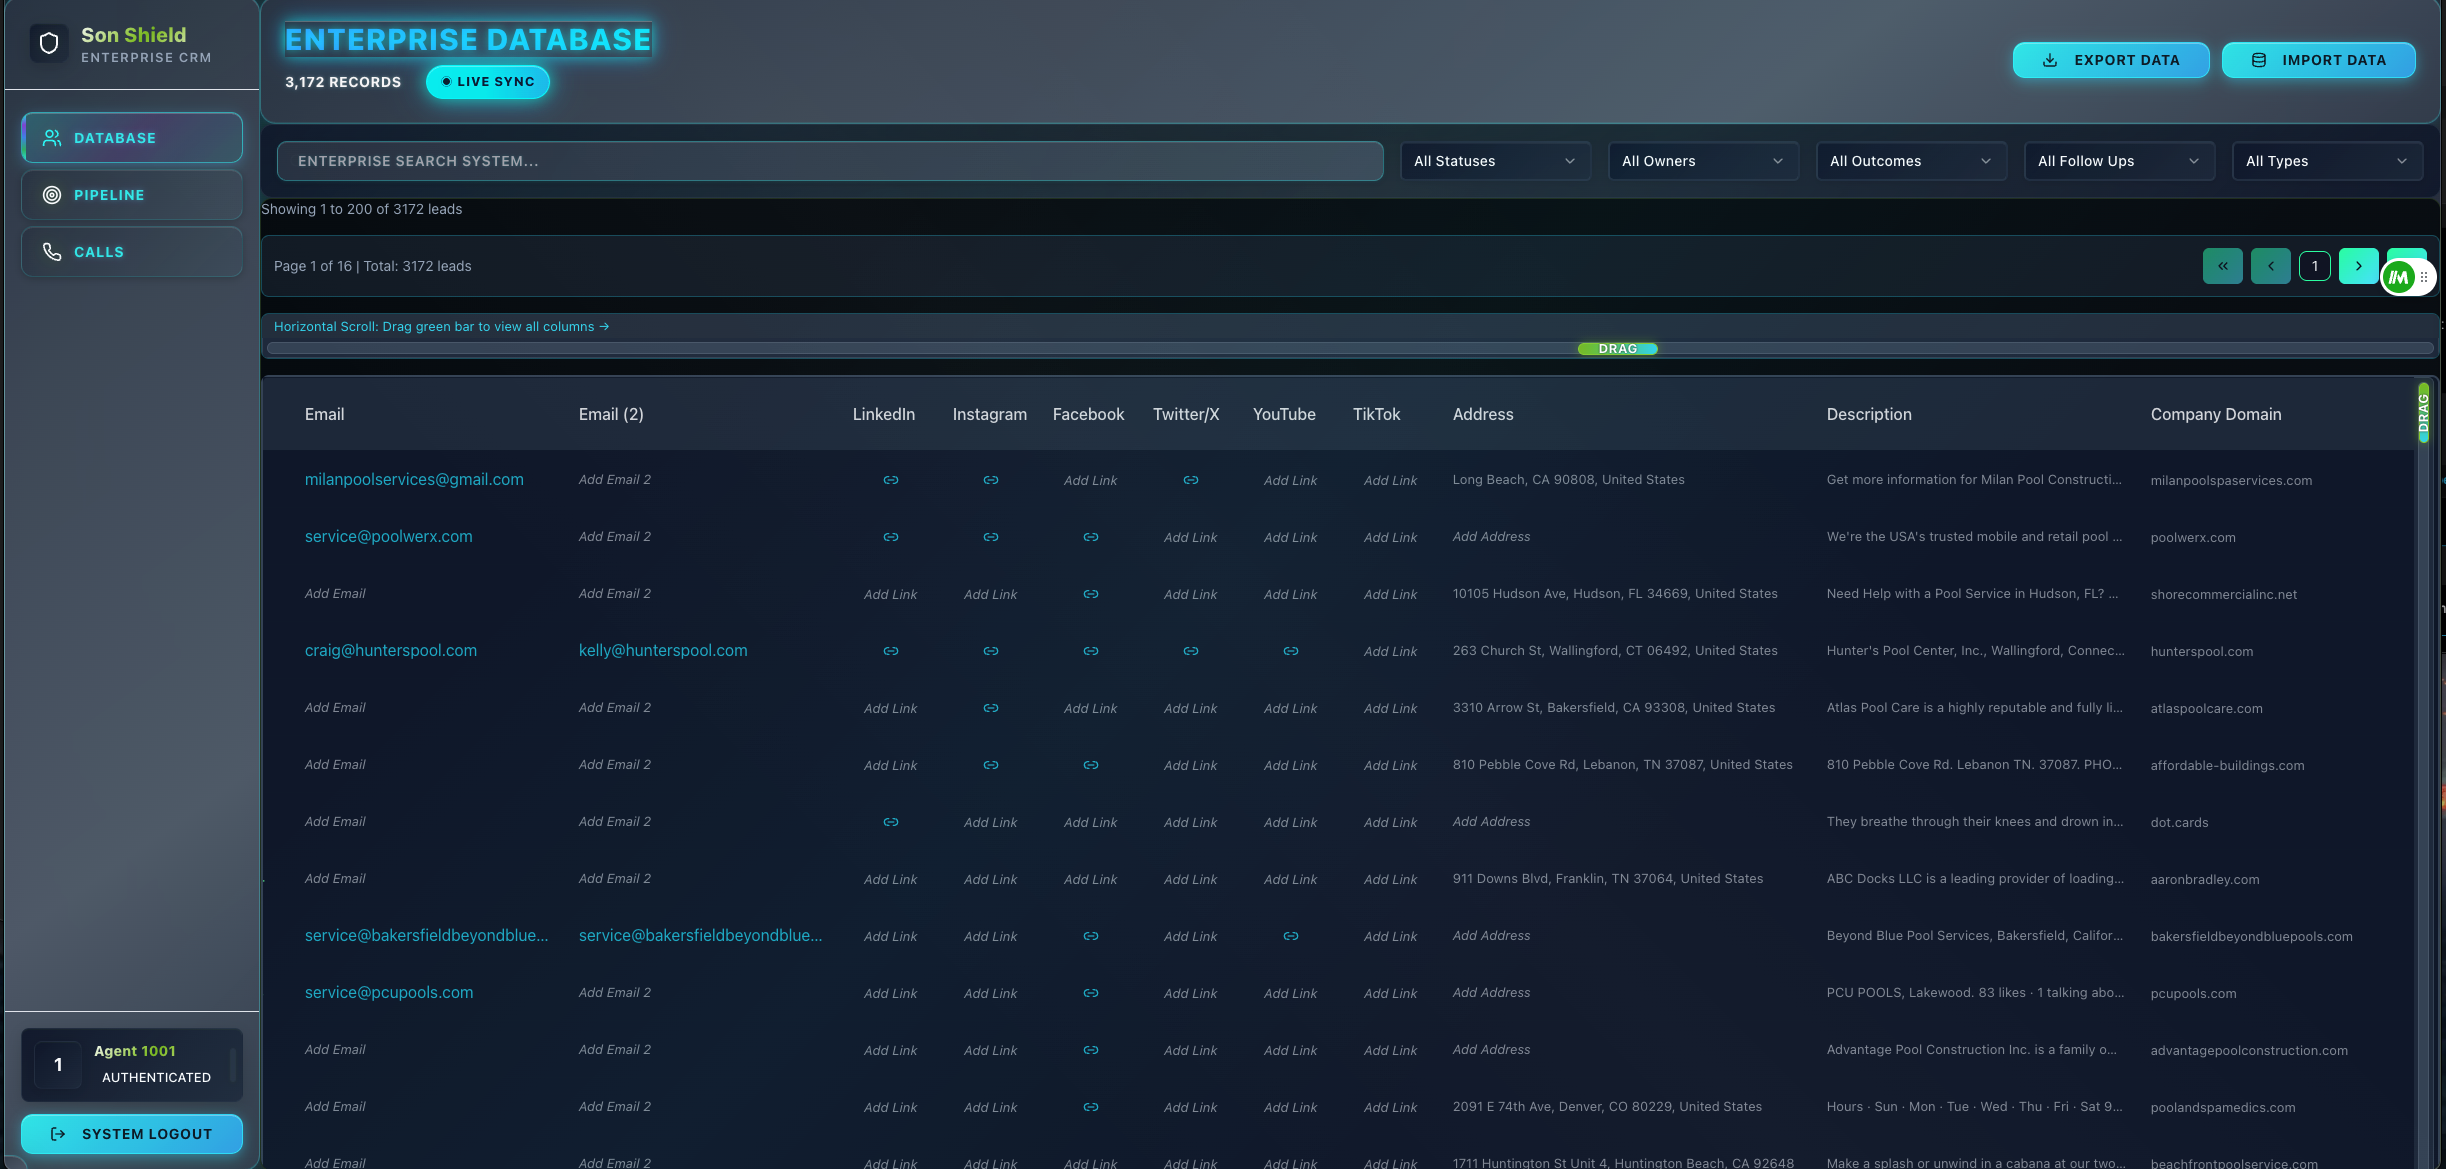 Son Shield
ENTERPRISE CRM
DATABASE
PIPELINE
CALLS
1
Agent 1001
AUTHENTICATED
SYSTEM LOGOUT
ENTERPRISE DATABASE
3,172 RECORDS
LIVE SYNC
EXPORT DATA
IMPORT DATA
ENTERPRISE SEARCH SYSTEM...
All Statuses
All Owners
All Outcomes
All Follow Ups
All Types
Showing 1 to 200 of 3172 leads
Page 1 of 16 | Total: 3172 leads
« ‹ 1 ›
Horizontal Scroll: Drag green bar to view all columns →
DRAG
DRAG
Email Email (2) LinkedIn Instagram Facebook Twitter/X YouTube TikTok Address Description Company Domain
milanpoolservices@gmail.com Add Email 2 Add Link Add Link Add Link Long Beach, CA 90808, United States Get more information for Milan Pool Constructi... milanpoolspaservices.com
service@poolwerx.com Add Email 2 Add Link Add Link Add Link Add Address We're the USA's trusted mobile and retail pool ... poolwerx.com
Add Email Add Email 2 Add Link Add Link Add Link Add Link Add Link 10105 Hudson Ave, Hudson, FL 34669, United States Need Help with a Pool Service in Hudson, FL? ... shorecommercialinc.net
craig@hunterspool.com kelly@hunterspool.com Add Link 263 Church St, Wallingford, CT 06492, United States Hunter's Pool Center, Inc., Wallingford, Connec... hunterspool.com
Add Email Add Email 2 Add Link Add Link Add Link Add Link Add Link 3310 Arrow St, Bakersfield, CA 93308, United States Atlas Pool Care is a highly reputable and fully li... atlaspoolcare.com
Add Email Add Email 2 Add Link Add Link Add Link Add Link 810 Pebble Cove Rd, Lebanon, TN 37087, United States 810 Pebble Cove Rd. Lebanon TN. 37087. PHO... affordable-buildings.com
Add Email Add Email 2 Add Link Add Link Add Link Add Link Add Link Add Address They breathe through their knees and drown in... dot.cards
Add Email Add Email 2 Add Link Add Link Add Link Add Link Add Link Add Link 911 Downs Blvd, Franklin, TN 37064, United States ABC Docks LLC is a leading provider of loading... aaronbradley.com
service@bakersfieldbeyondblue... service@bakersfieldbeyondblue... Add Link Add Link Add Link Add Link Add Address Beyond Blue Pool Services, Bakersfield, Califor... bakersfieldbeyondbluepools.com
service@pcupools.com Add Email 2 Add Link Add Link Add Link Add Link Add Link Add Address PCU POOLS, Lakewood. 83 likes · 1 talking abo... pcupools.com
Add Email Add Email 2 Add Link Add Link Add Link Add Link Add Link Add Address Advantage Pool Construction Inc. is a family o... advantagepoolconstruction.com
Add Email Add Email 2 Add Link Add Link Add Link Add Link Add Link 2091 E 74th Ave, Denver, CO 80229, United States Hours · Sun · Mon · Tue · Wed · Thu · Fri · Sat 9... poolandspamedics.com
Add Email Add Email 2 Add Link Add Link Add Link Add Link Add Link Add Link 1711 Huntington St Unit 4, Huntington Beach, CA 92648 Make a splash or unwind in a cabana at our two... beachfrontpoolservice.com